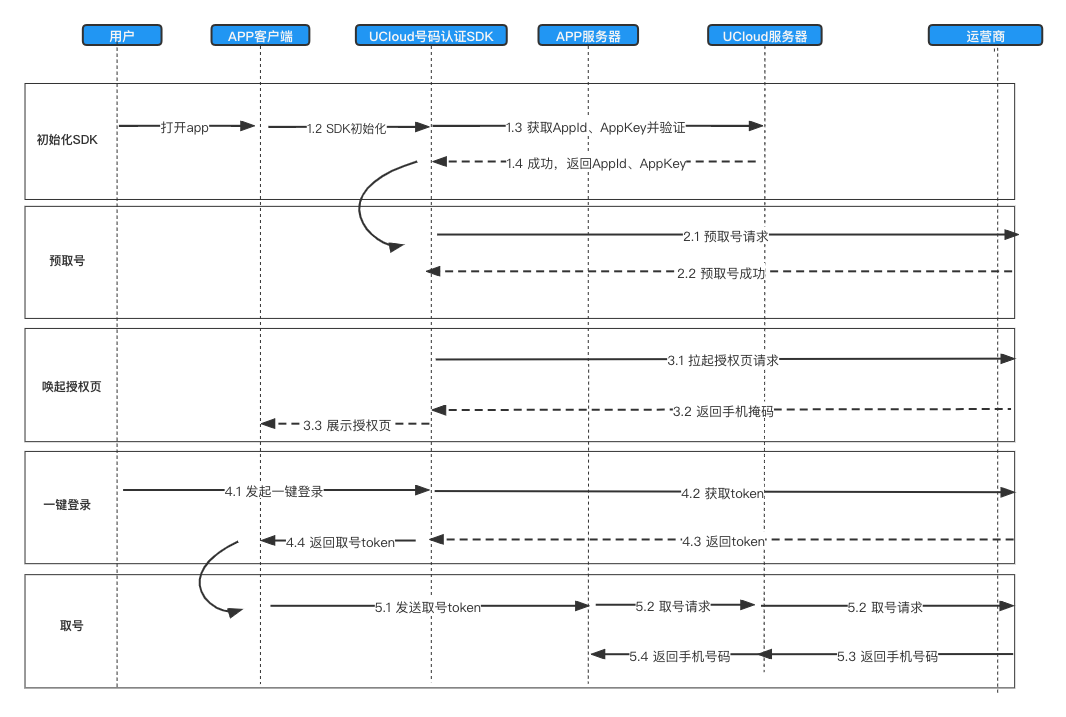 用户
APP客户端
UCloud号码认证SDK
APP服务器
UCloud服务器
运营商
初始化SDK
打开app
1.2 SDK初始化
1.3 获取AppId、AppKey并验证
1.4 成功，返回AppId、AppKey
预取号
2.1 预取号请求
2.2 预取号成功
唤起授权页
3.1 拉起授权页请求
3.2 返回手机掩码
3.3 展示授权页
一键登录
4.1 发起一键登录
4.2 获取token
4.3 返回token
4.4 返回取号token
取号
5.1 发送取号token
5.2 取号请求
5.2 取号请求
5.4 返回手机号码
5.3 返回手机号码